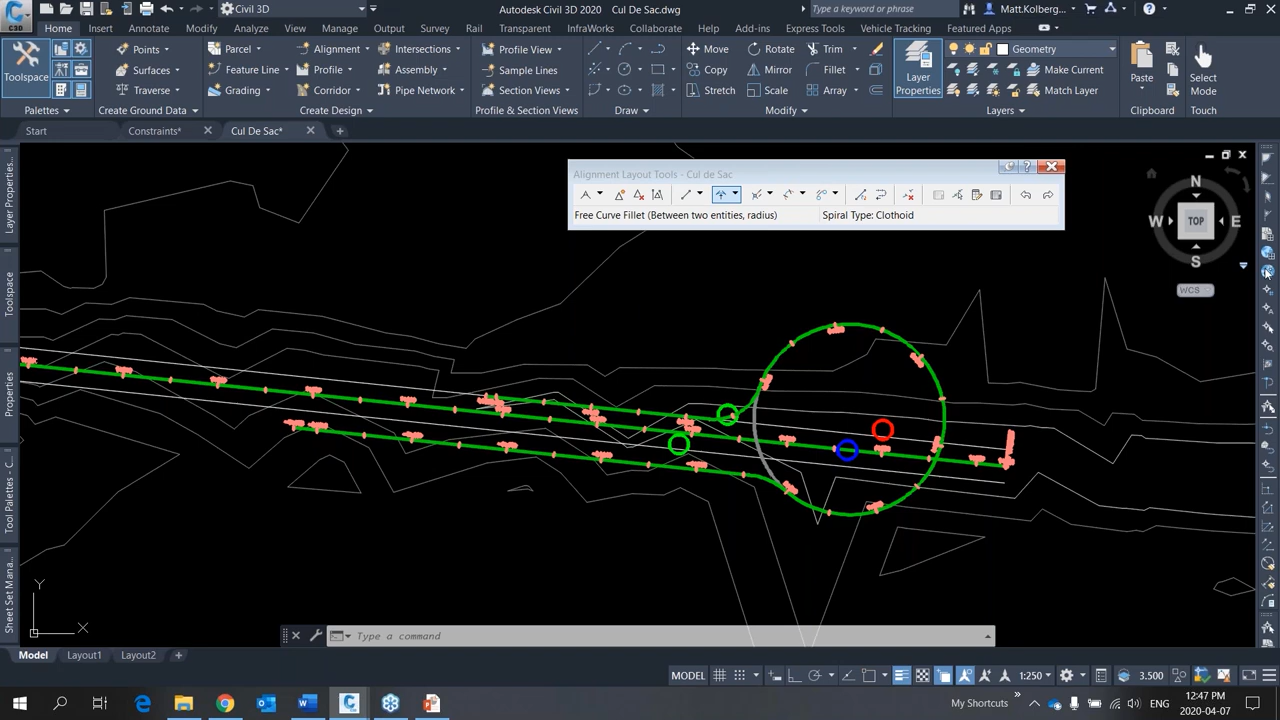 C3D
Civil 3D
Autodesk Civil 3D 2020 Cul De Sac.dwg
Type a keyword or phrase
Matt.Kolberg...
Home Insert Annotate Modify Analyze View Manage Output Survey Rail Transparent InfraWorks Collaborate Help Add-ins Express Tools Vehicle Tracking Featured Apps
Toolspace
Points
Surfaces
Traverse
Parcel
Feature Line
Grading
Alignment
Profile
Corridor
Intersections
Assembly
Pipe Network
Profile View
Sample Lines
Section Views
Move
Copy
Stretch
Rotate
Mirror
Scale
Trim
Fillet
Array
Layer Properties
Geometry
Make Current
Match Layer
Paste
Select Mode
Palettes
Create Ground Data
Create Design
Profile & Section Views
Draw
Modify
Layers
Clipboard
Touch
Start
Constraints*
Cul De Sac*
Layer Properties...
Toolspace
Properties
Tool Palettes - C...
Sheet Set Mana...
Alignment Layout Tools - Cul de Sac
Free Curve Fillet (Between two entities, radius)
Spiral Type: Clothoid
N
W
TOP
E
S
WCS
Y
X
Type a command
Model Layout1 Layout2
MODEL
1:250
3.500
My Shortcuts
ENG
12:47 PM
2020-04-07